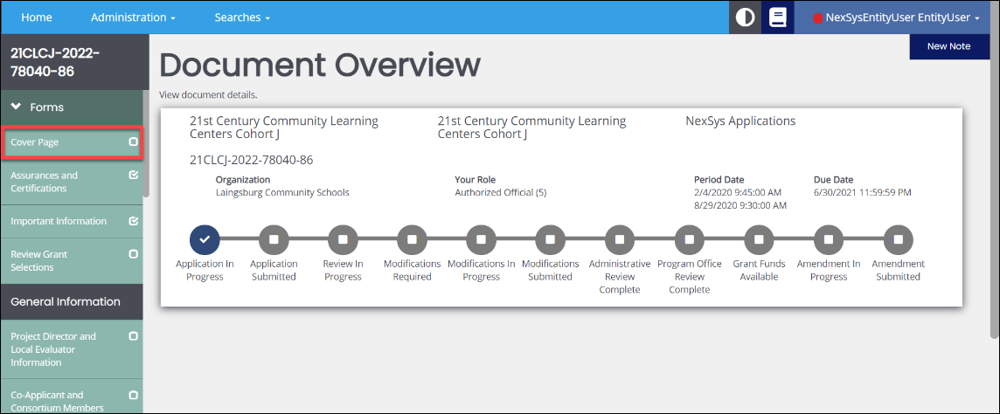 Home
Administration
Searches
NexSysEntityUser EntityUser
21CLCJ-2022-
78040-86
Forms
Cover Page
Assurances and
Certifications
Important Information
Review Grant
Selections
General Information
Project Director and
Local Evaluator
Information
Co-Applicant and
Consortium Members
New Note
Document Overview
View document details.
21st Century Community Learning
Centers Cohort J
21st Century Community Learning
Centers Cohort J
NexSys Applications
21CLCJ-2022-78040-86
Organization
Laingsburg Community Schools
Your Role
Authorized Official (5)
Period Date
2/4/2020 9:45:00 AM
8/29/2020 9:30:00 AM
Due Date
6/30/2021 11:59:59 PM
Application In
Progress
Application
Submitted
Review In
Progress
Modifications
Required
Modifications In
Progress
Modifications
Submitted
Administrative
Review
Complete
Program Office
Review
Complete
Grant Funds
Available
Amendment In
Progress
Amendment
Submitted